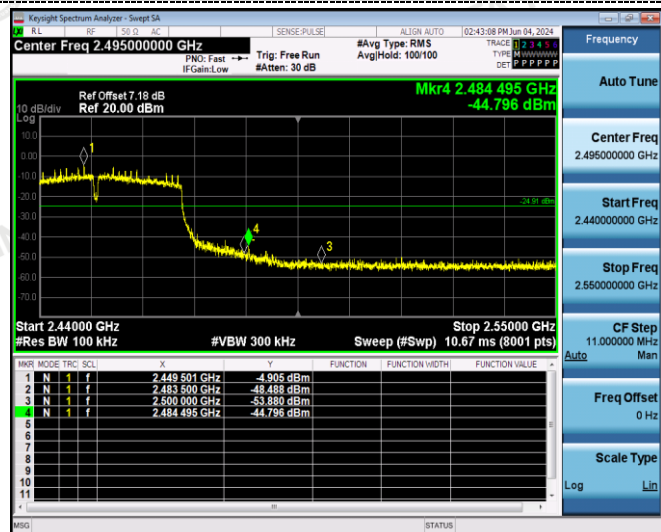 Keysight Spectrum Analyzer - Swept SA
RL RF 50 Ω AC SENSE:PULSE ALIGN AUTO 02:43:08 PM Jun 04, 2024
Center Freq 2.495000000 GHz
PNO: Fast
IFGain:Low
Trig: Free Run
#Atten: 30 dB
#Avg Type: RMS
Avg|Hold: 100/100
TRACE 1 2 3 4 5 6
TYPE M W W W W W
DET P P P P P P
Mkr4 2.484 495 GHz
-44.796 dBm
Ref Offset 7.18 dB
Ref 20.00 dBm
10 dB/div
Log
10.0
0.00
-10.0
-20.0
-30.0
-40.0
-50.0
-60.0
-70.0
1
4
3
-24.91 dBm
Start 2.44000 GHz
Stop 2.55000 GHz
#Res BW 100 kHz
#VBW 300 kHz
Sweep (#Swp) 10.67 ms (8001 pts)
MKR MODE TRC SCL X Y FUNCTION FUNCTION WIDTH FUNCTION VALUE
1 N 1 f 2.449 501 GHz -4.905 dBm
2 N 1 f 2.483 500 GHz -48.488 dBm
3 N 1 f 2.500 000 GHz -53.880 dBm
4 N 1 f 2.484 495 GHz -44.796 dBm
5
6
7
8
9
10
11
MSG STATUS
Frequency
Auto Tune
Center Freq
2.495000000 GHz
Start Freq
2.440000000 GHz
Stop Freq
2.550000000 GHz
CF Step
11.000000 MHz
Auto Man
Freq Offset
0 Hz
Scale Type
Log Lin